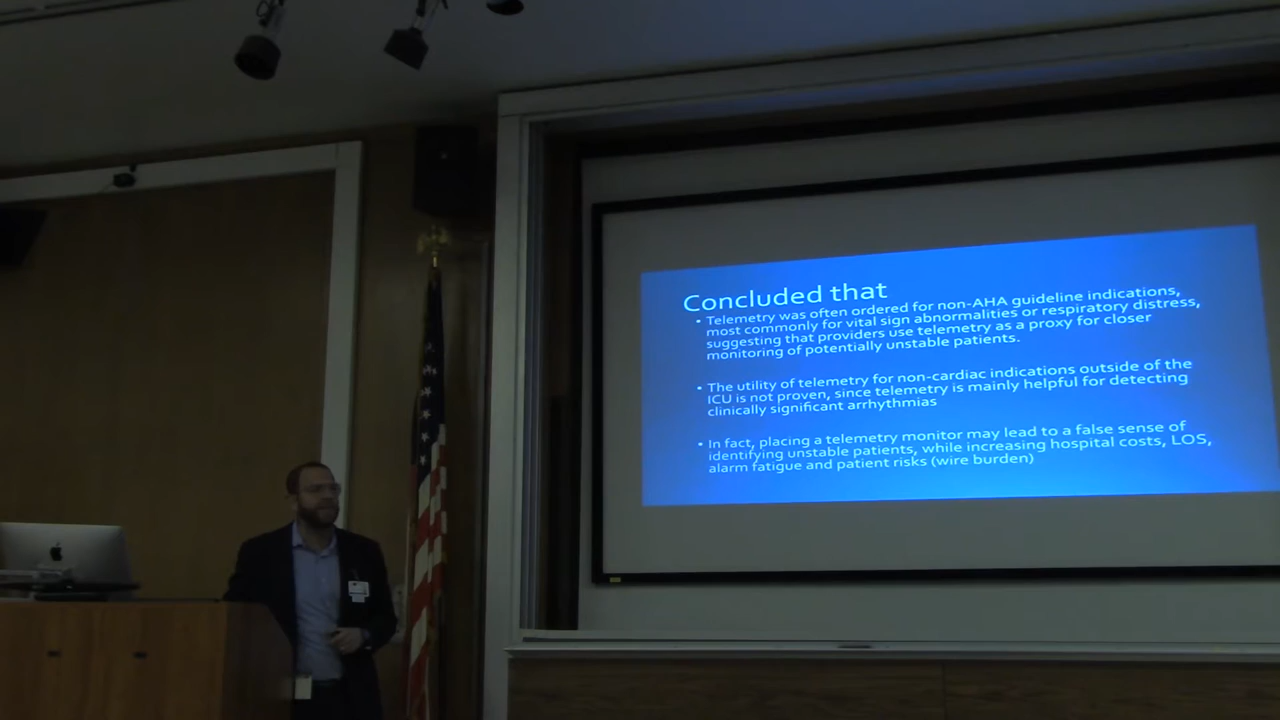 Concluded that
• Telemetry was often ordered for non-AHA guideline indications,
most commonly for vital sign abnormalities or respiratory distress,
suggesting that providers use telemetry as a proxy for closer
monitoring of potentially unstable patients.
• The utility of telemetry for non-cardiac indications outside of the
ICU is not proven, since telemetry is mainly helpful for detecting
clinically significant arrhythmias
• In fact, placing a telemetry monitor may lead to a false sense of
identifying unstable patients, while increasing hospital costs, LOS,
alarm fatigue and patient risks (wire burden)